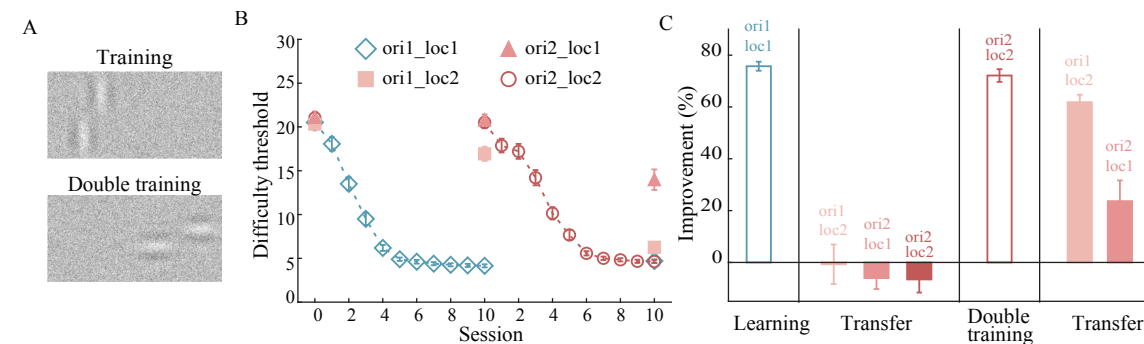 A
Training
Double training
B
Difficulty threshold
30
25
20
15
10
5
0
ori1_loc1
ori2_loc1
ori1_loc2
ori2_loc2
0 2 4 6 8 10 2 4 6 8 10
Session
C
Improvement (%)
80
60
40
20
0
ori1
loc1
ori1
loc2
ori2
loc1
ori2
loc2
ori2
loc2
ori1
loc2
ori2
loc1
Learning
Transfer
Double
training
Transfer